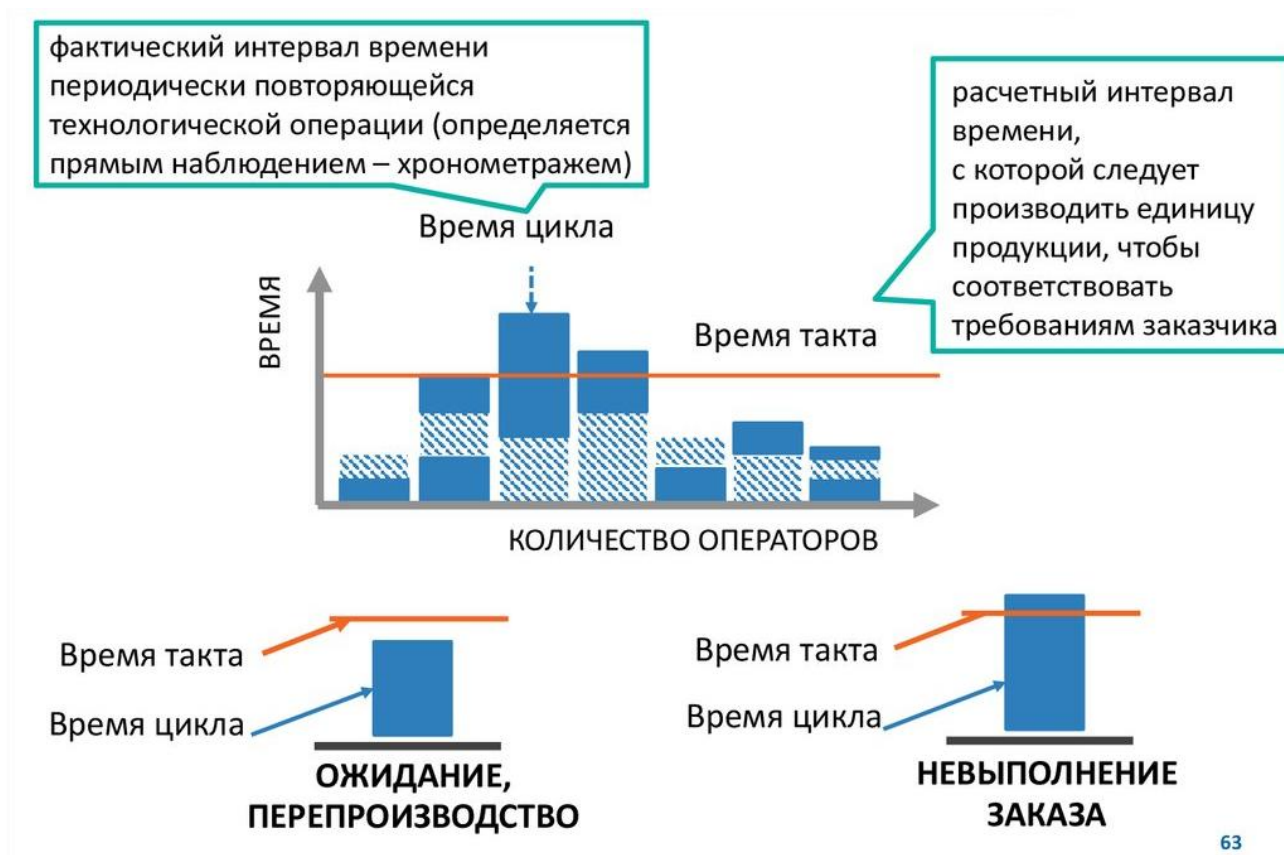 фактический интервал времени
периодически повторяющейся
технологической операции (определяется
прямым наблюдением – хронометражем)
расчетный интервал
времени,
с которой следует
производить единицу
продукции, чтобы
соответствовать
требованиям заказчика
Время цикла
ВРЕМЯ
Время такта
КОЛИЧЕСТВО ОПЕРАТОРОВ
Время такта
Время цикла
ОЖИДАНИЕ,
ПЕРЕПРОИЗВОДСТВО
Время такта
Время цикла
НЕВЫПОЛНЕНИЕ
ЗАКАЗА
63